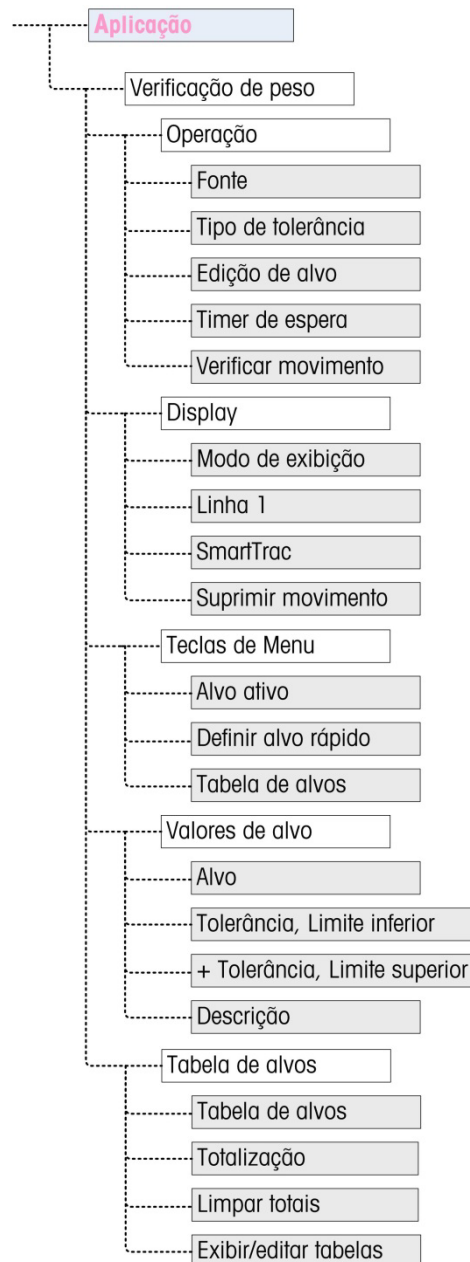 Aplicação
Verificação de peso
Operação
Fonte
Tipo de tolerância
Edição de alvo
Timer de espera
Verificar movimento
Display
Modo de exibição
Linha 1
SmartTrac
Suprimir movimento
Teclas de Menu
Alvo ativo
Definir alvo rápido
Tabela de alvos
Valores de alvo
Alvo
Tolerância, Limite inferior
+ Tolerância, Limite superior
Descrição
Tabela de alvos
Tabela de alvos
Totalização
Limpar totais
Exibir/editar tabelas